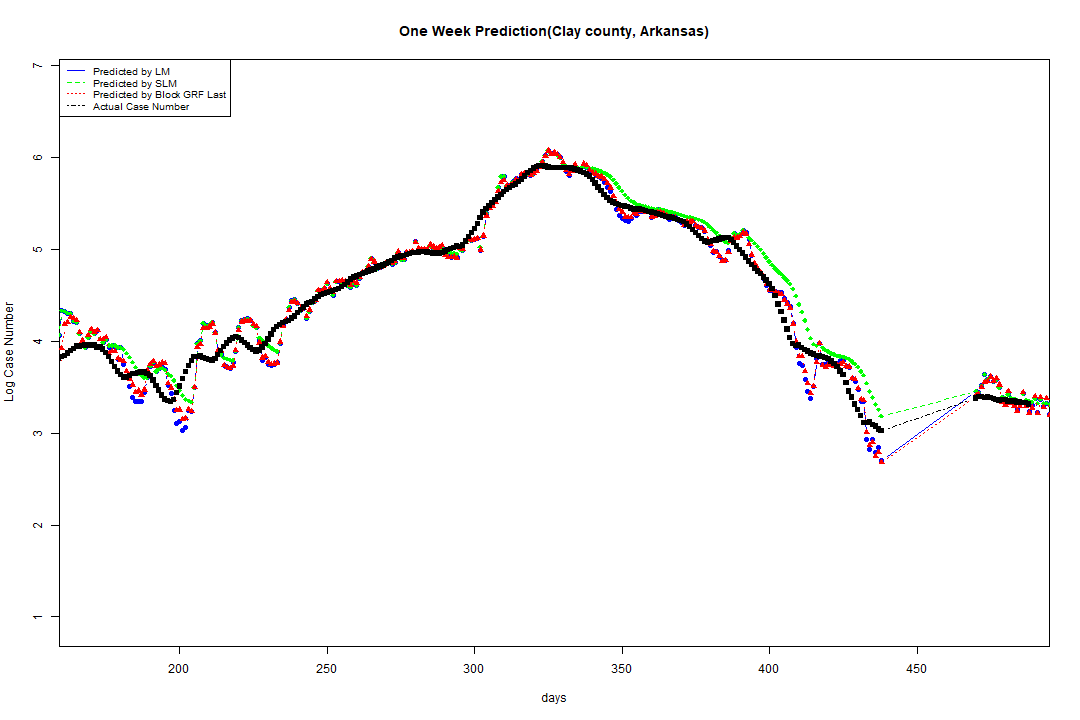 One Week Prediction(Clay county, Arkansas)
Predicted by LM
Predicted by SLM
Predicted by Block GRF Last
Actual Case Number
7
6
5
4
3
2
1
Log Case Number
200 250 300 350 400 450
days